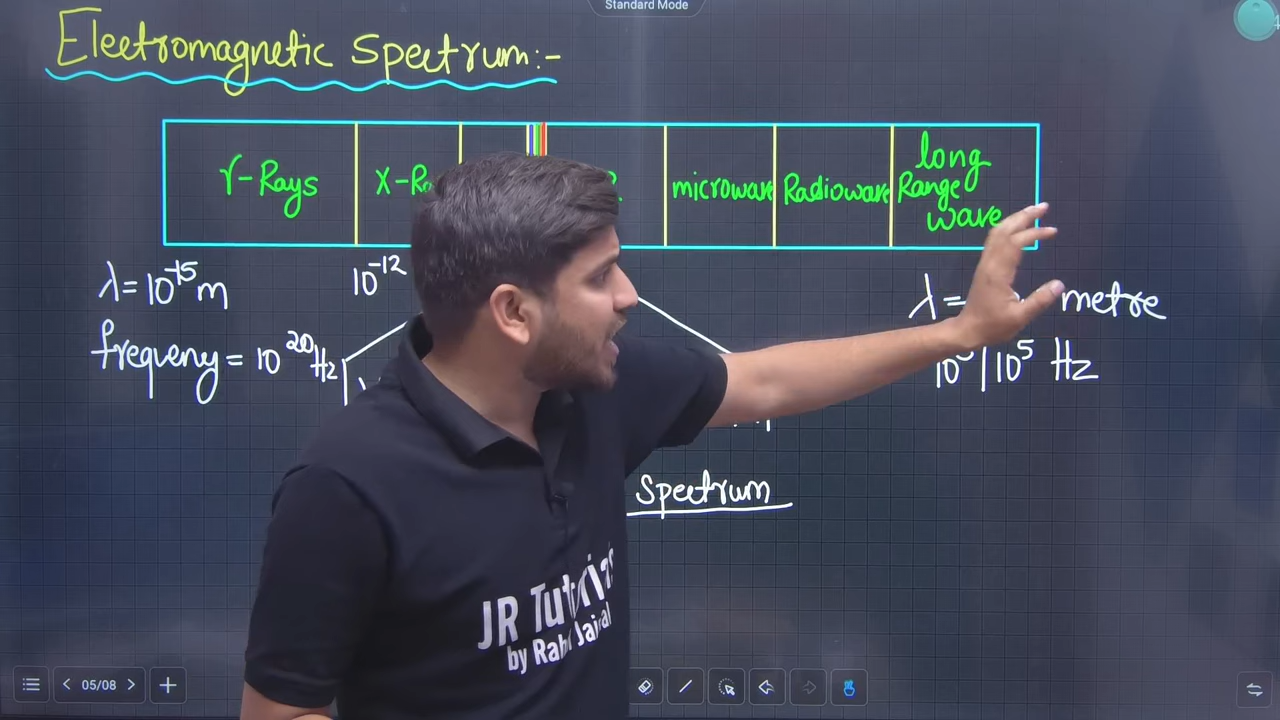 Standard Mode
Electromagnetic Spectrum:-
γ-Rays
X-Ra
microwave
Radiowave
long
Range
wave
λ = 10⁻¹⁵ m
10⁻¹²
λ =
metre
frequeny = 10²⁰ Hz
10⁵ Hz
Spectrum
JR Tutorials
by Rahul Jaiswal
05/08